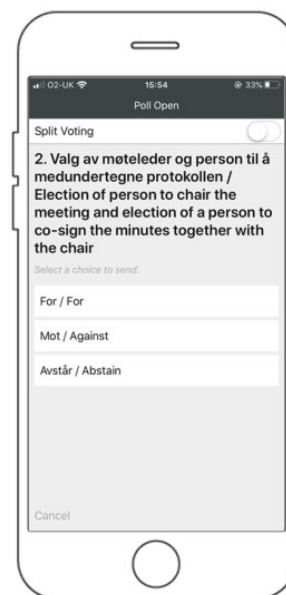 O2-UK 15:54 33%
Poll Open
Split Voting
2. Valg av møteleder og person til å
medundertegne protokollen /
Election of person to chair the
meeting and election of a person to
co-sign the minutes together with
the chair
Select a choice to send.
For / For
Mot / Against
Avstår / Abstain
Cancel